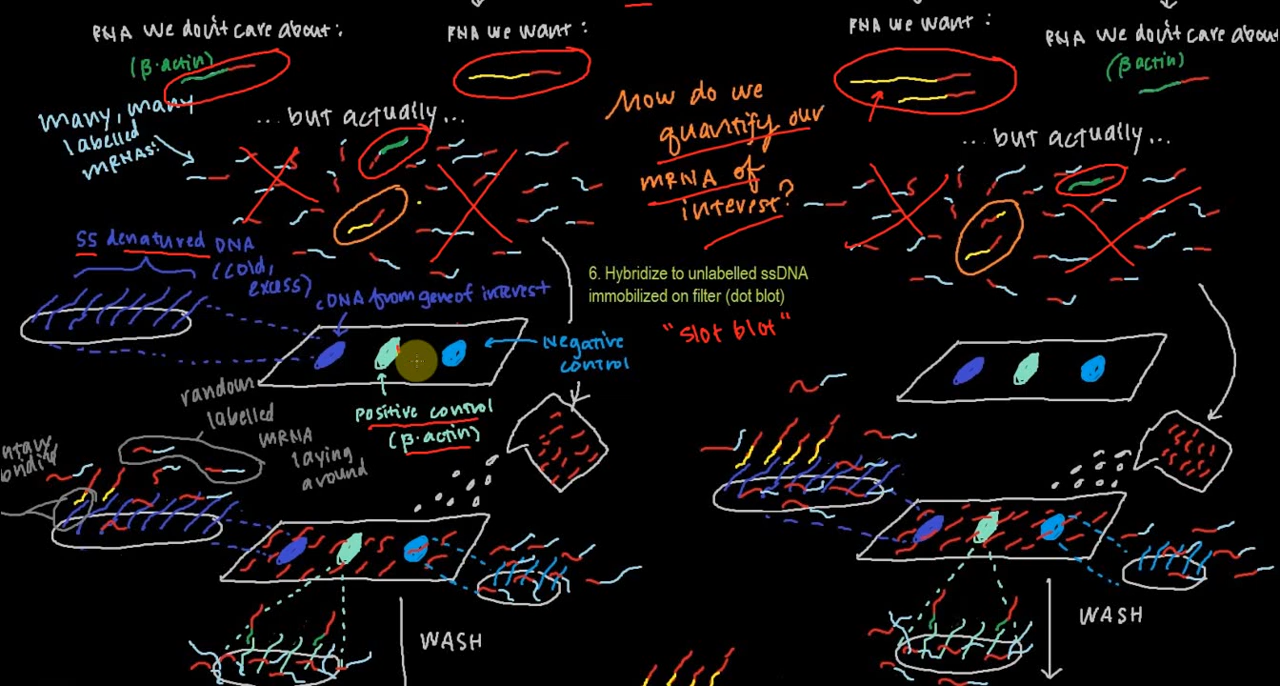 RNA we don't care about:
(β·actin)
RNA we want:
many, many
labelled
mRNAs:
...but actually...
How do we
quantify our
mRNA of
interest?
RNA we want:
RNA we don't care about
(βactin)
...but actually...
SS denatured DNA
(cold,
excess)
cDNA from gene of interest
6. Hybridize to unlabelled ssDNA
immobilized on filter (dot blot)
"slot blot"
Negative
control
Positive control
(β·actin)
random
labelled
mRNA
laying
around
WASH
WASH